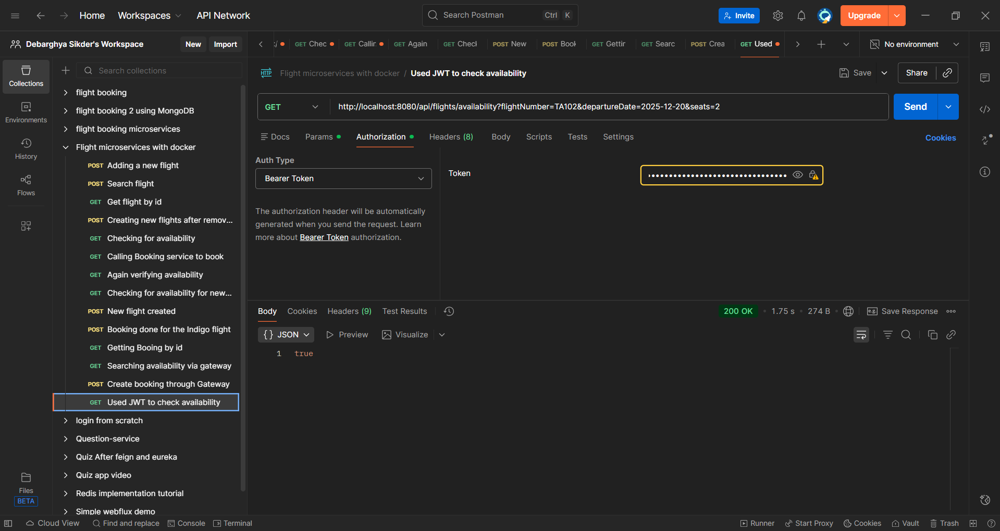 Home Workspaces API Network Search Postman Ctrl K Invite Upgrade
Debarghya Sikder's Workspace New Import
GET Chec GET Callin GET Again GET Check POST New POST Book GET Gettin GET Searc POST Crea GET Used No environment
Search collections
Collections
Environments
History
Flows
Files
BETA
flight booking
flight booking 2 using MongoDB
flight booking microservices
Flight microservices with docker
POST Adding a new flight
POST Search flight
GET Get flight by id
POST Creating new flights after remov...
GET Checking for availability
GET Calling Booking service to book
GET Again verifying availability
GET Checking for availability for new...
POST New flight created
POST Booking done for the Indigo flight
GET Getting Booing by id
GET Searching availability via gateway
POST Create booking through Gateway
GET Used JWT to check availability
login from scratch
Question-service
Quiz After feign and eureka
Quiz app video
Redis implementation tutorial
Simple webflux demo
HTTP Flight microservices with docker / Used JWT to check availability Save Share
GET http://localhost:8080/api/flights/availability?flightNumber=TA102&departureDate=2025-12-20&seats=2 Send
Docs Params Authorization Headers (8) Body Scripts Tests Settings Cookies
Auth Type
Bearer Token
Token
The authorization header will be automatically
generated when you send the request. Learn
more about Bearer Token authorization.
Body Cookies Headers (9) Test Results 200 OK 1.75 s 274 B e.g. Save Response
{} JSON Preview Visualize
1 true
Cloud View Find and replace Console Terminal Runner Start Proxy Cookies Vault Trash